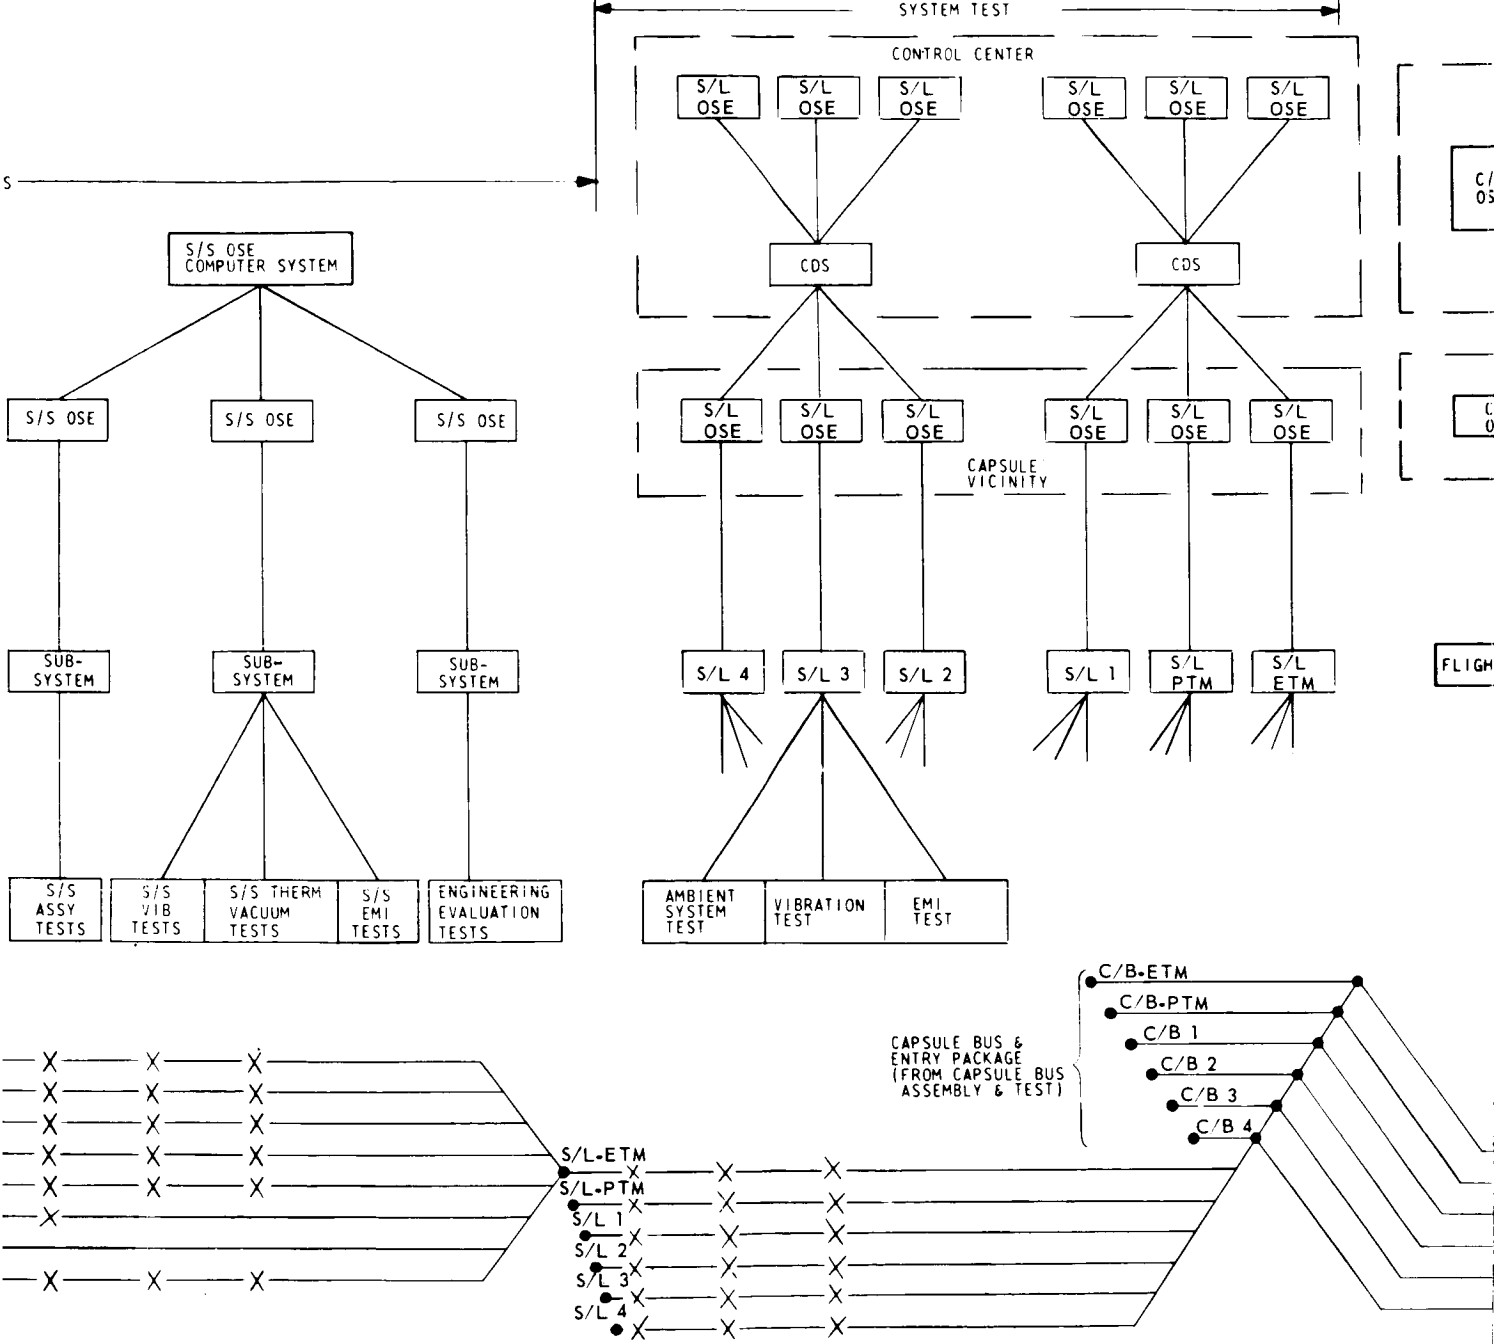 SYSTEM TEST
CONTROL CENTER
S/L
OSE
S/L
OSE
S/L
OSE
S/L
OSE
S/L
OSE
S/L
OSE
S
C/
OS
S/S OSE
COMPUTER SYSTEM
CDS
CDS
S/S OSE
S/S OSE
S/S OSE
S/L
OSE
S/L
OSE
S/L
OSE
S/L
OSE
S/L
OSE
S/L
OSE
CAPSULE
VICINITY
SUB-
SYSTEM
SUB-
SYSTEM
SUB-
SYSTEM
S/L 4
S/L 3
S/L 2
S/L 1
S/L
PTM
S/L
ETM
FLIGH
S/S
ASSY
TESTS
S/S
VIB
TESTS
S/S THERM
VACUUM
TESTS
S/S
EMI
TESTS
ENGINEERING
EVALUATION
TESTS
AMBIENT
SYSTEM
TEST
VIBRATION
TEST
EMI
TEST
C/B-ETM
C/B-PTM
C/B 1
C/B 2
C/B 3
C/B 4
CAPSULE BUS &
ENTRY PACKAGE
(FROM CAPSULE BUS
ASSEMBLY & TEST)
S/L-ETM
S/L-PTM
S/L 1
S/L 2
S/L 3
S/L 4